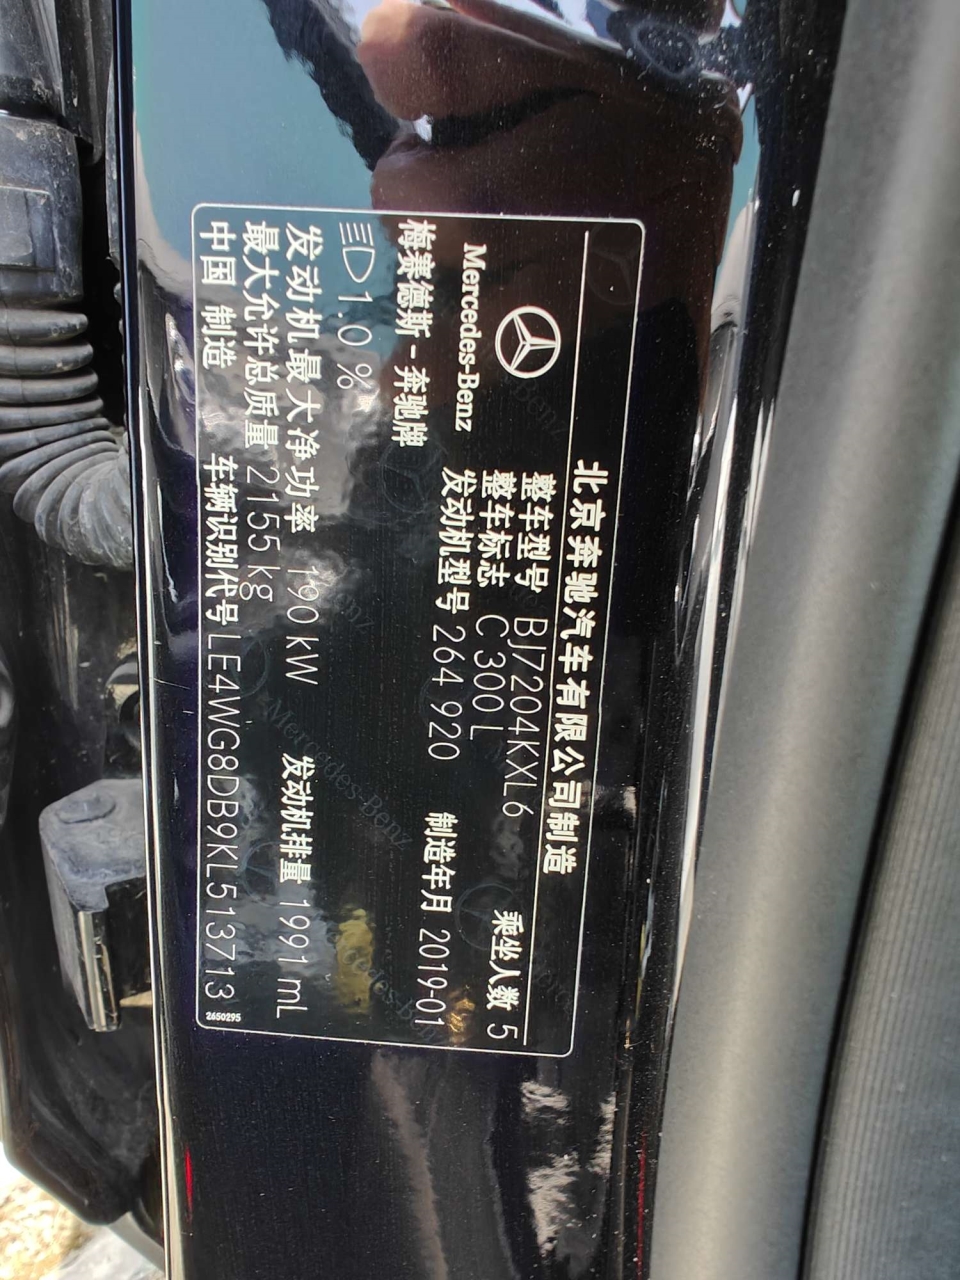 北京奔驰汽车有限公司制造
Mercedes-Benz
梅赛德斯-奔驰牌
整车型号 BJ7204KXL6
整车标志 C 300 L
乘坐人数 5
发动机型号 264 920
制造年月 2019-01
1.0 %
发动机最大净功率 190 kW
发动机排量 1991 mL
最大允许总质量 2155 kg
中国 制造
车辆识别代号 LE4WG8DB9KL513713
2650295